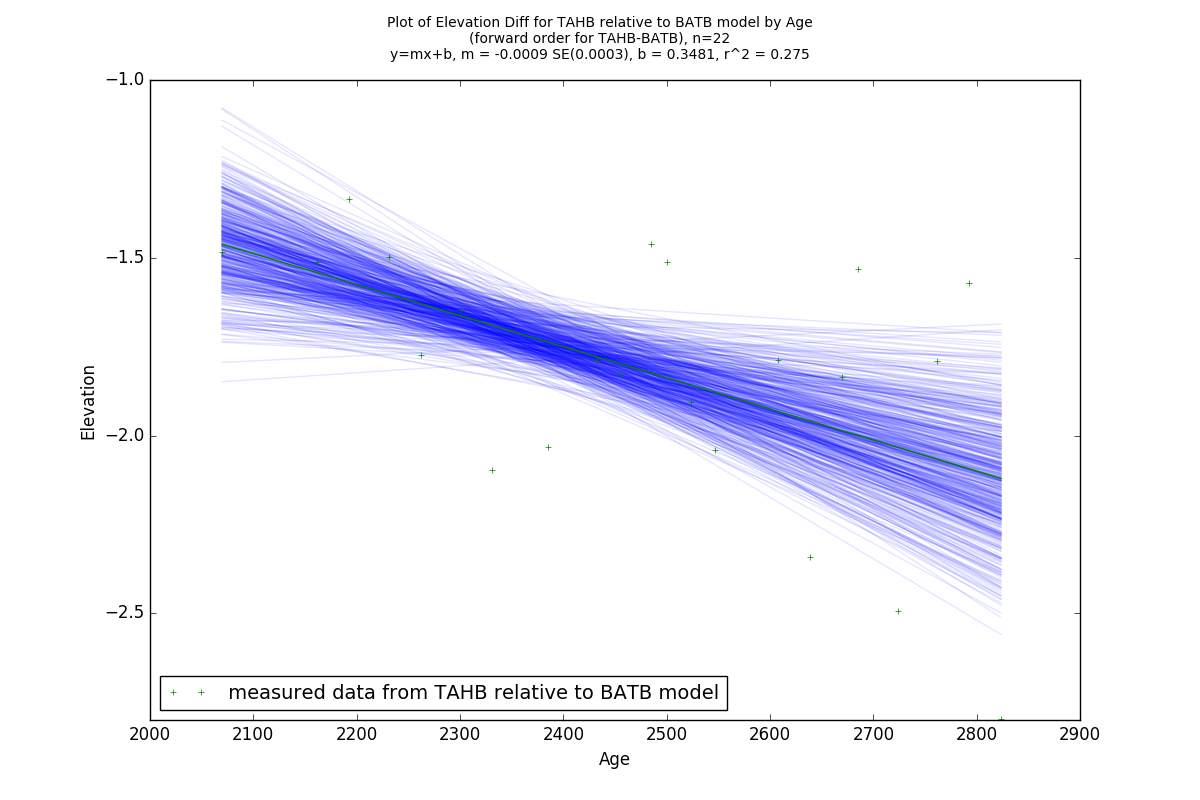 Plot of Elevation Diff for TAHB relative to BATB model by Age
(forward order for TAHB-BATB), n=22
y=mx+b, m = -0.0009 SE(0.0003), b = 0.3481, r^2 = 0.275
−1.0
−1.5
−2.0
−2.5
Elevation
measured data from TAHB relative to BATB model
2000 2100 2200 2300 2400 2500 2600 2700 2800 2900
Age